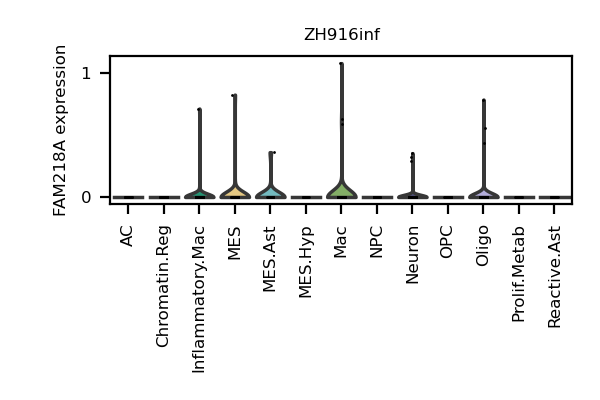 ZH916inf
FAM218A expression
1
0
AC
Chromatin.Reg
Inflammatory.Mac
MES
MES.Ast
MES.Hyp
Mac
NPC
Neuron
OPC
Oligo
Prolif.Metab
Reactive.Ast